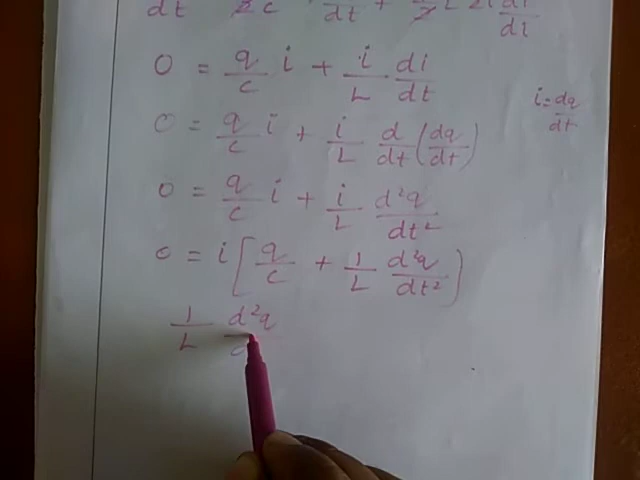 0 = q/c i + i/L di/dt
i = dq/dt
0 = q/c i + i/L d/dt (dq/dt)
0 = q/c i + i/L d²q/dt²
0 = i [q/c + 1/L d²q/dt²]
1/L d²q